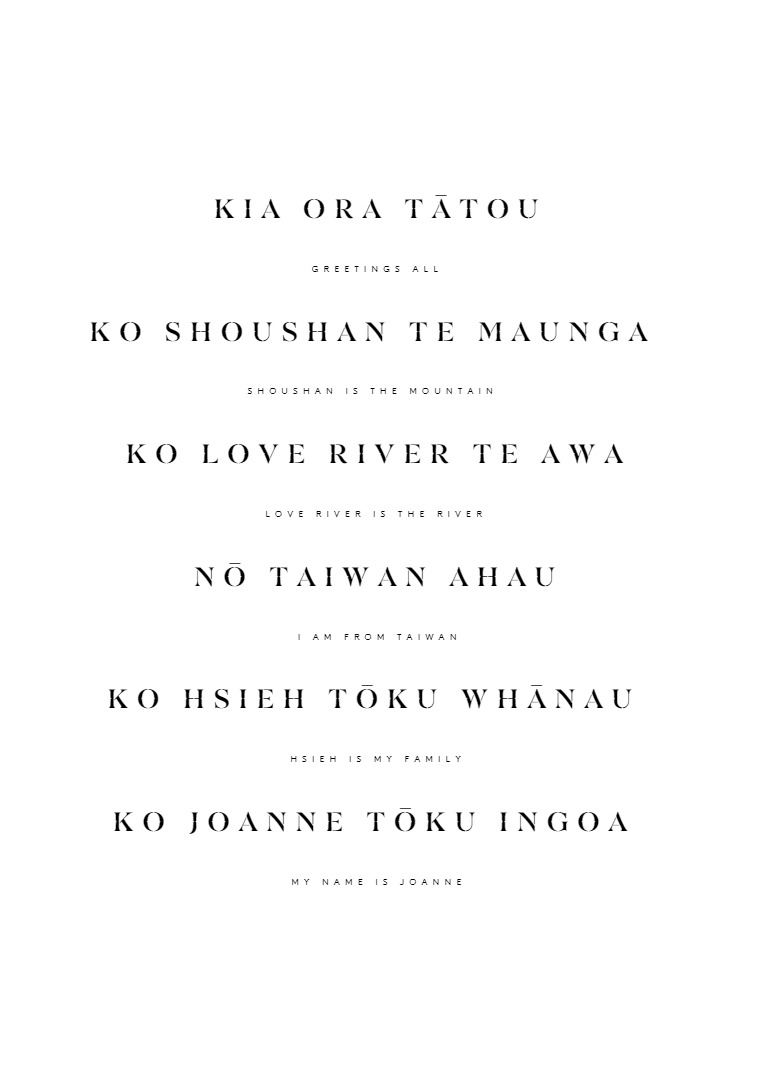 KIA ORA TĀTOU
GREETINGS ALL
KO SHOUSHAN TE MAUNGA
SHOUSHAN IS THE MOUNTAIN
KO LOVE RIVER TE AWA
LOVE RIVER IS THE RIVER
NŌ TAIWAN AHAU
I AM FROM TAIWAN
KO HSIEH TŌKU WHĀNAU
HSIEH IS MY FAMILY
KO JOANNE TŌKU INGOA
MY NAME IS JOANNE